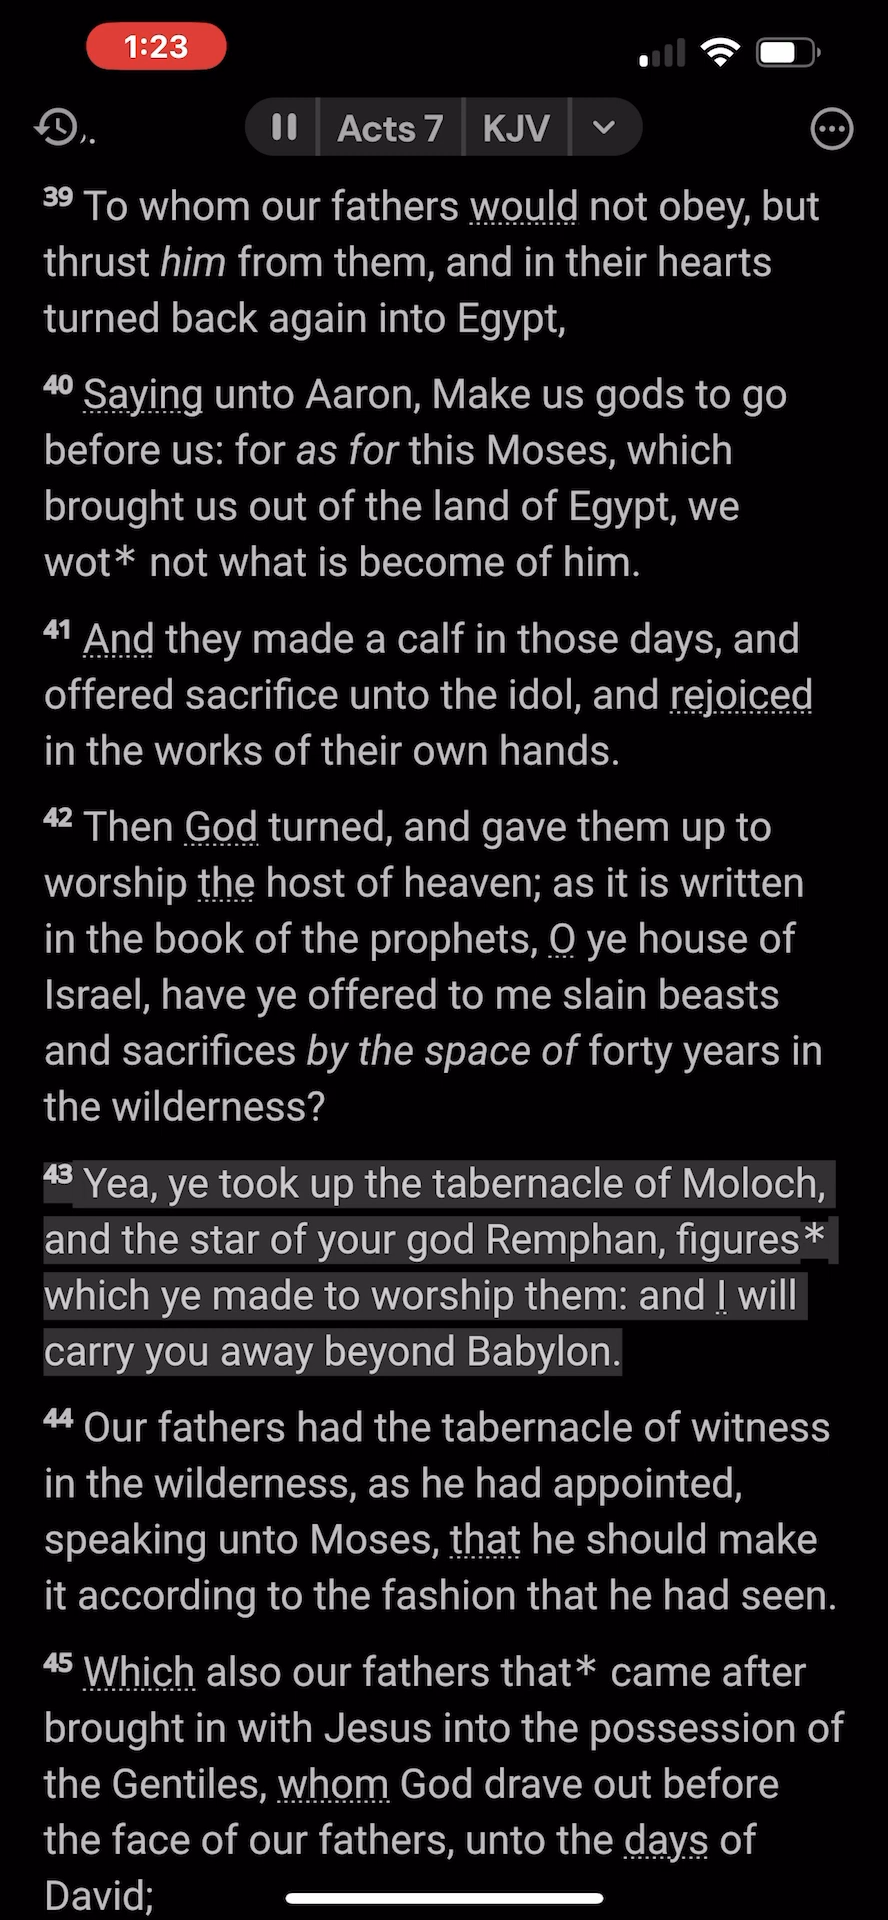 1:23
Acts 7 KJV
39 To whom our fathers would not obey, but
thrust him from them, and in their hearts
turned back again into Egypt,
40 Saying unto Aaron, Make us gods to go
before us: for as for this Moses, which
brought us out of the land of Egypt, we
wot* not what is become of him.
41 And they made a calf in those days, and
offered sacrifice unto the idol, and rejoiced
in the works of their own hands.
42 Then God turned, and gave them up to
worship the host of heaven; as it is written
in the book of the prophets, O ye house of
Israel, have ye offered to me slain beasts
and sacrifices by the space of forty years in
the wilderness?
43 Yea, ye took up the tabernacle of Moloch,
and the star of your god Remphan, figures*
which ye made to worship them: and I will
carry you away beyond Babylon.
44 Our fathers had the tabernacle of witness
in the wilderness, as he had appointed,
speaking unto Moses, that he should make
it according to the fashion that he had seen.
45 Which also our fathers that* came after
brought in with Jesus into the possession of
the Gentiles, whom God drave out before
the face of our fathers, unto the days of
David;